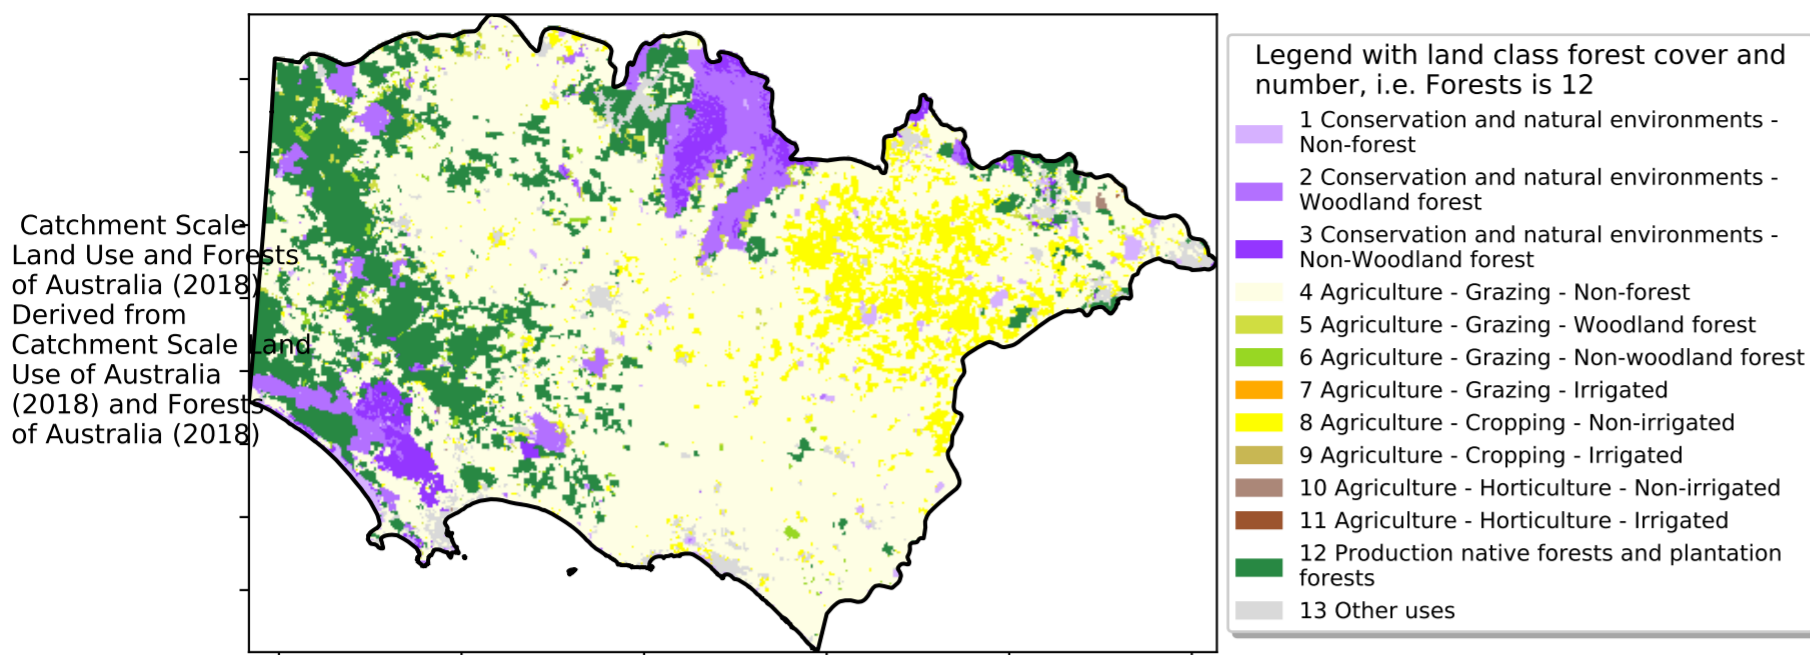 Catchment Scale
Land Use and Forests
of Australia (2018)
Derived from
Catchment Scale Land
Use of Australia
(2018) and Forests
of Australia (2018)
Legend with land class forest cover and
number, i.e. Forests is 12
1 Conservation and natural environments -
Non-forest
2 Conservation and natural environments -
Woodland forest
3 Conservation and natural environments -
Non-Woodland forest
4 Agriculture - Grazing - Non-forest
5 Agriculture - Grazing - Woodland forest
6 Agriculture - Grazing - Non-woodland forest
7 Agriculture - Grazing - Irrigated
8 Agriculture - Cropping - Non-irrigated
9 Agriculture - Cropping - Irrigated
10 Agriculture - Horticulture - Non-irrigated
11 Agriculture - Horticulture - Irrigated
12 Production native forests and plantation
forests
13 Other uses